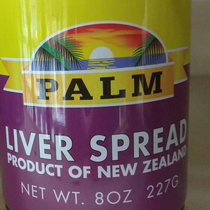 PALM
LIVER SPREAD
PRODUCT OF NEW ZEALAND
NET WT. 8OZ 227G